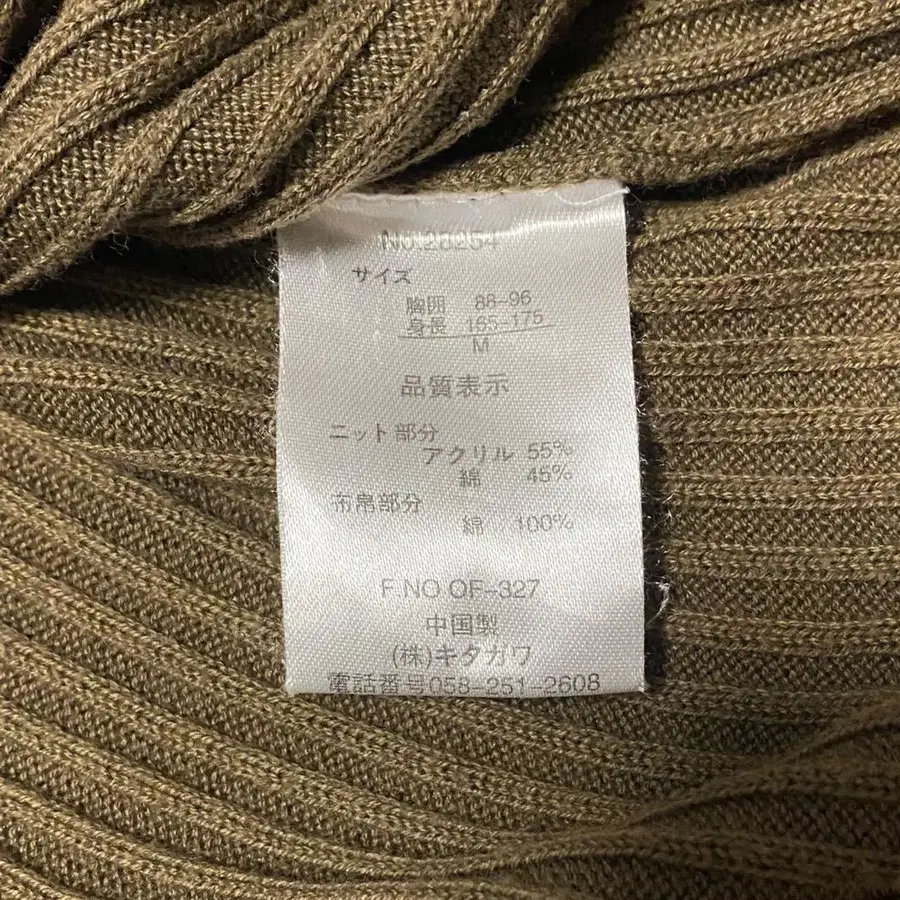 NO.28254
サイズ
胸囲 88-96
身長 165-175
M
品質表示
ニット部分
アクリル 55%
綿 45%
布帛部分
綿 100%
F NO OF-327
中国製
(株)キタガワ
電話番号058-251-2608